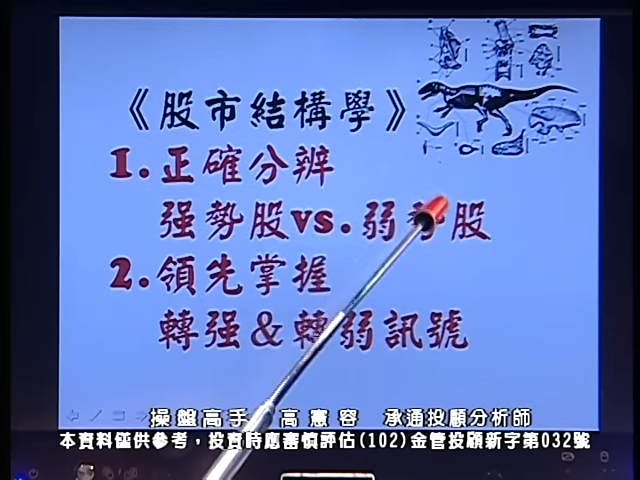 《股市結構學》
1.正確分辨
强勢股vs.弱勢股
2.領先掌握
轉强&轉弱訊號
操盤高手 高憲容 承通投顧分析師
本資料僅供參考，投資時應審慎評估(102)金管投顧新字第032號